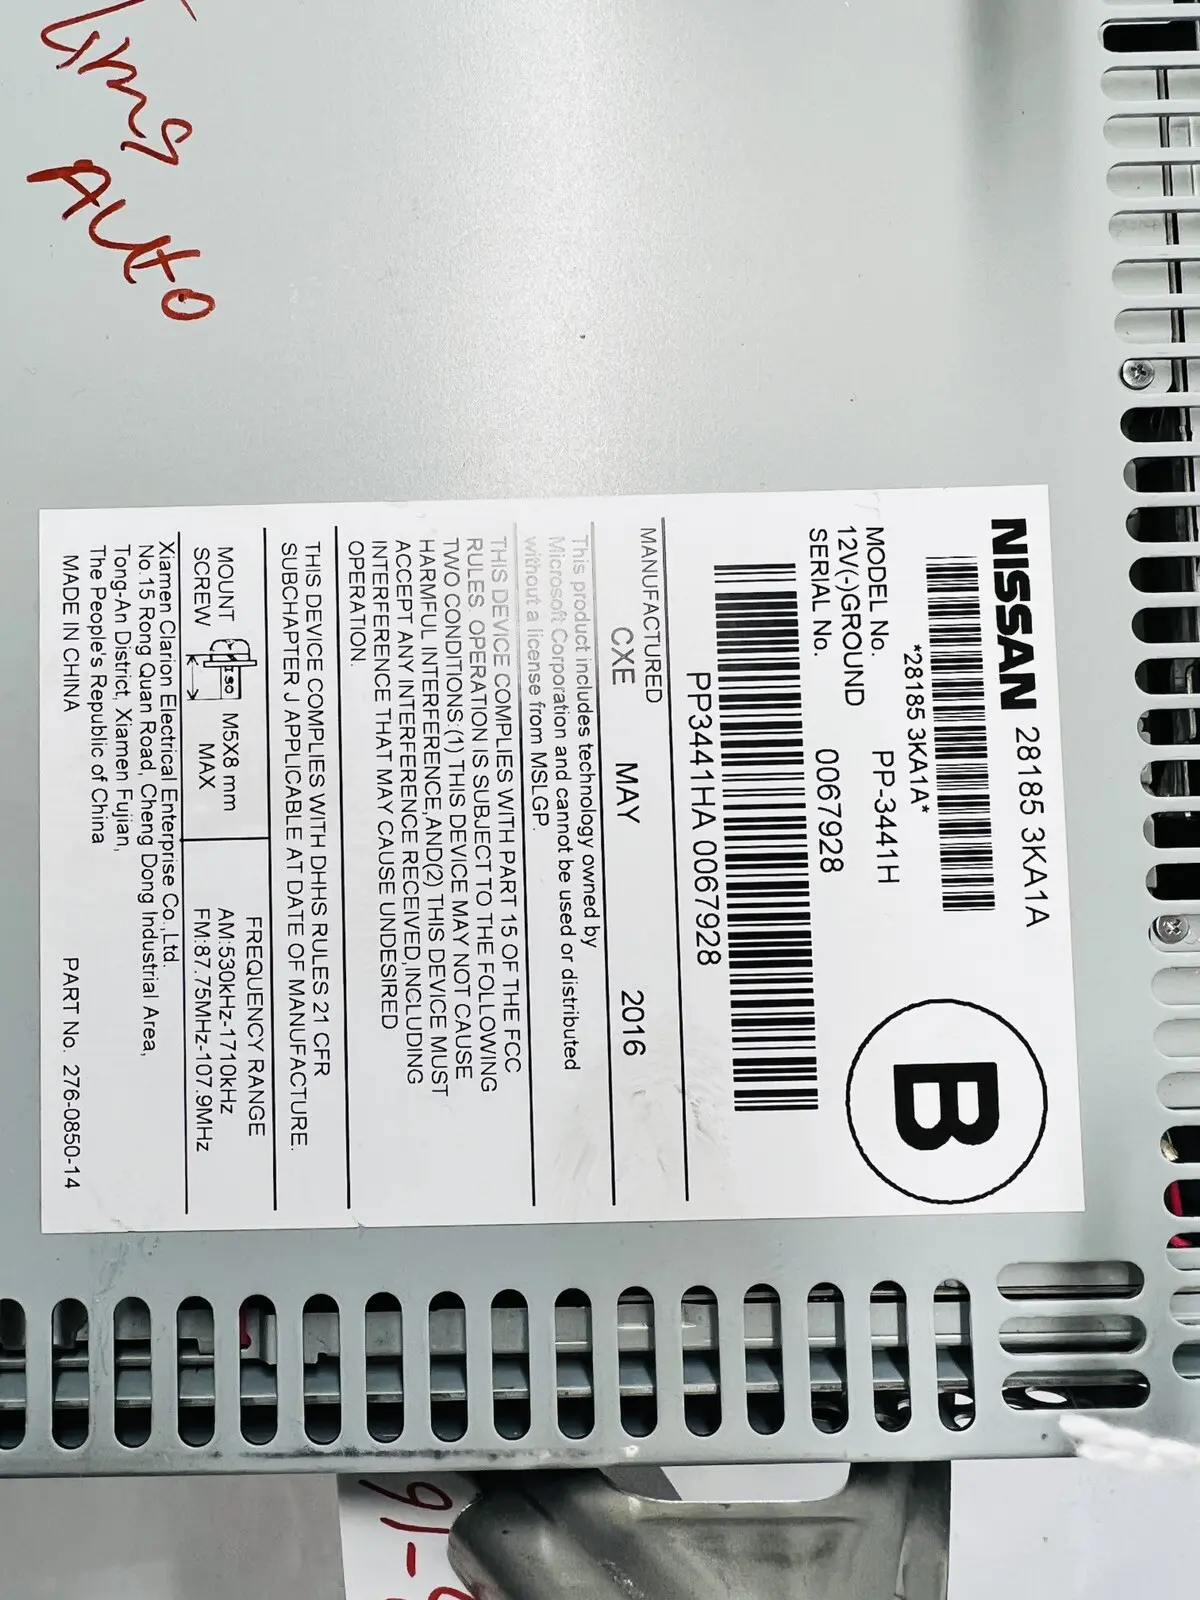 Tims
Auto
NISSAN 28185 3KA1A
*28185 3KA1A*
B
MODEL No. PP-3441H
12V(-)GROUND
SERIAL No. 0067928
PP3441HA 0067928
MANUFACTURED
CXE MAY 2016
This product includes technology owned by
Microsoft Corporation and cannot be used or distributed
without a license from MSLGP.
THIS DEVICE COMPLIES WITH PART 15 OF THE FCC
RULES. OPERATION IS SUBJECT TO THE FOLLOWING
TWO CONDITIONS:(1) THIS DEVICE MAY NOT CAUSE
HARMFUL INTERFERENCE,AND(2) THIS DEVICE MUST
ACCEPT ANY INTERFERENCE RECEIVED,INCLUDING
INTERFERENCE THAT MAY CAUSE UNDESIRED
OPERATION.
THIS DEVICE COMPLIES WITH DHHS RULES 21 CFR
SUBCHAPTER J APPLICABLE AT DATE OF MANUFACTURE.
MOUNT
SCREW
ISO
M5X8 mm
MAX
FREQUENCY RANGE
AM:530kHz-1710kHz
FM:87.75MHz-107.9MHz
Xiamen Clarion Electrical Enterprise Co.,Ltd.
No.15 Rong Quan Road, Cheng Dong Industrial Area,
Tong-An District, Xiamen Fujian,
The People's Republic of China
MADE IN CHINA PART No. 276-0850-14